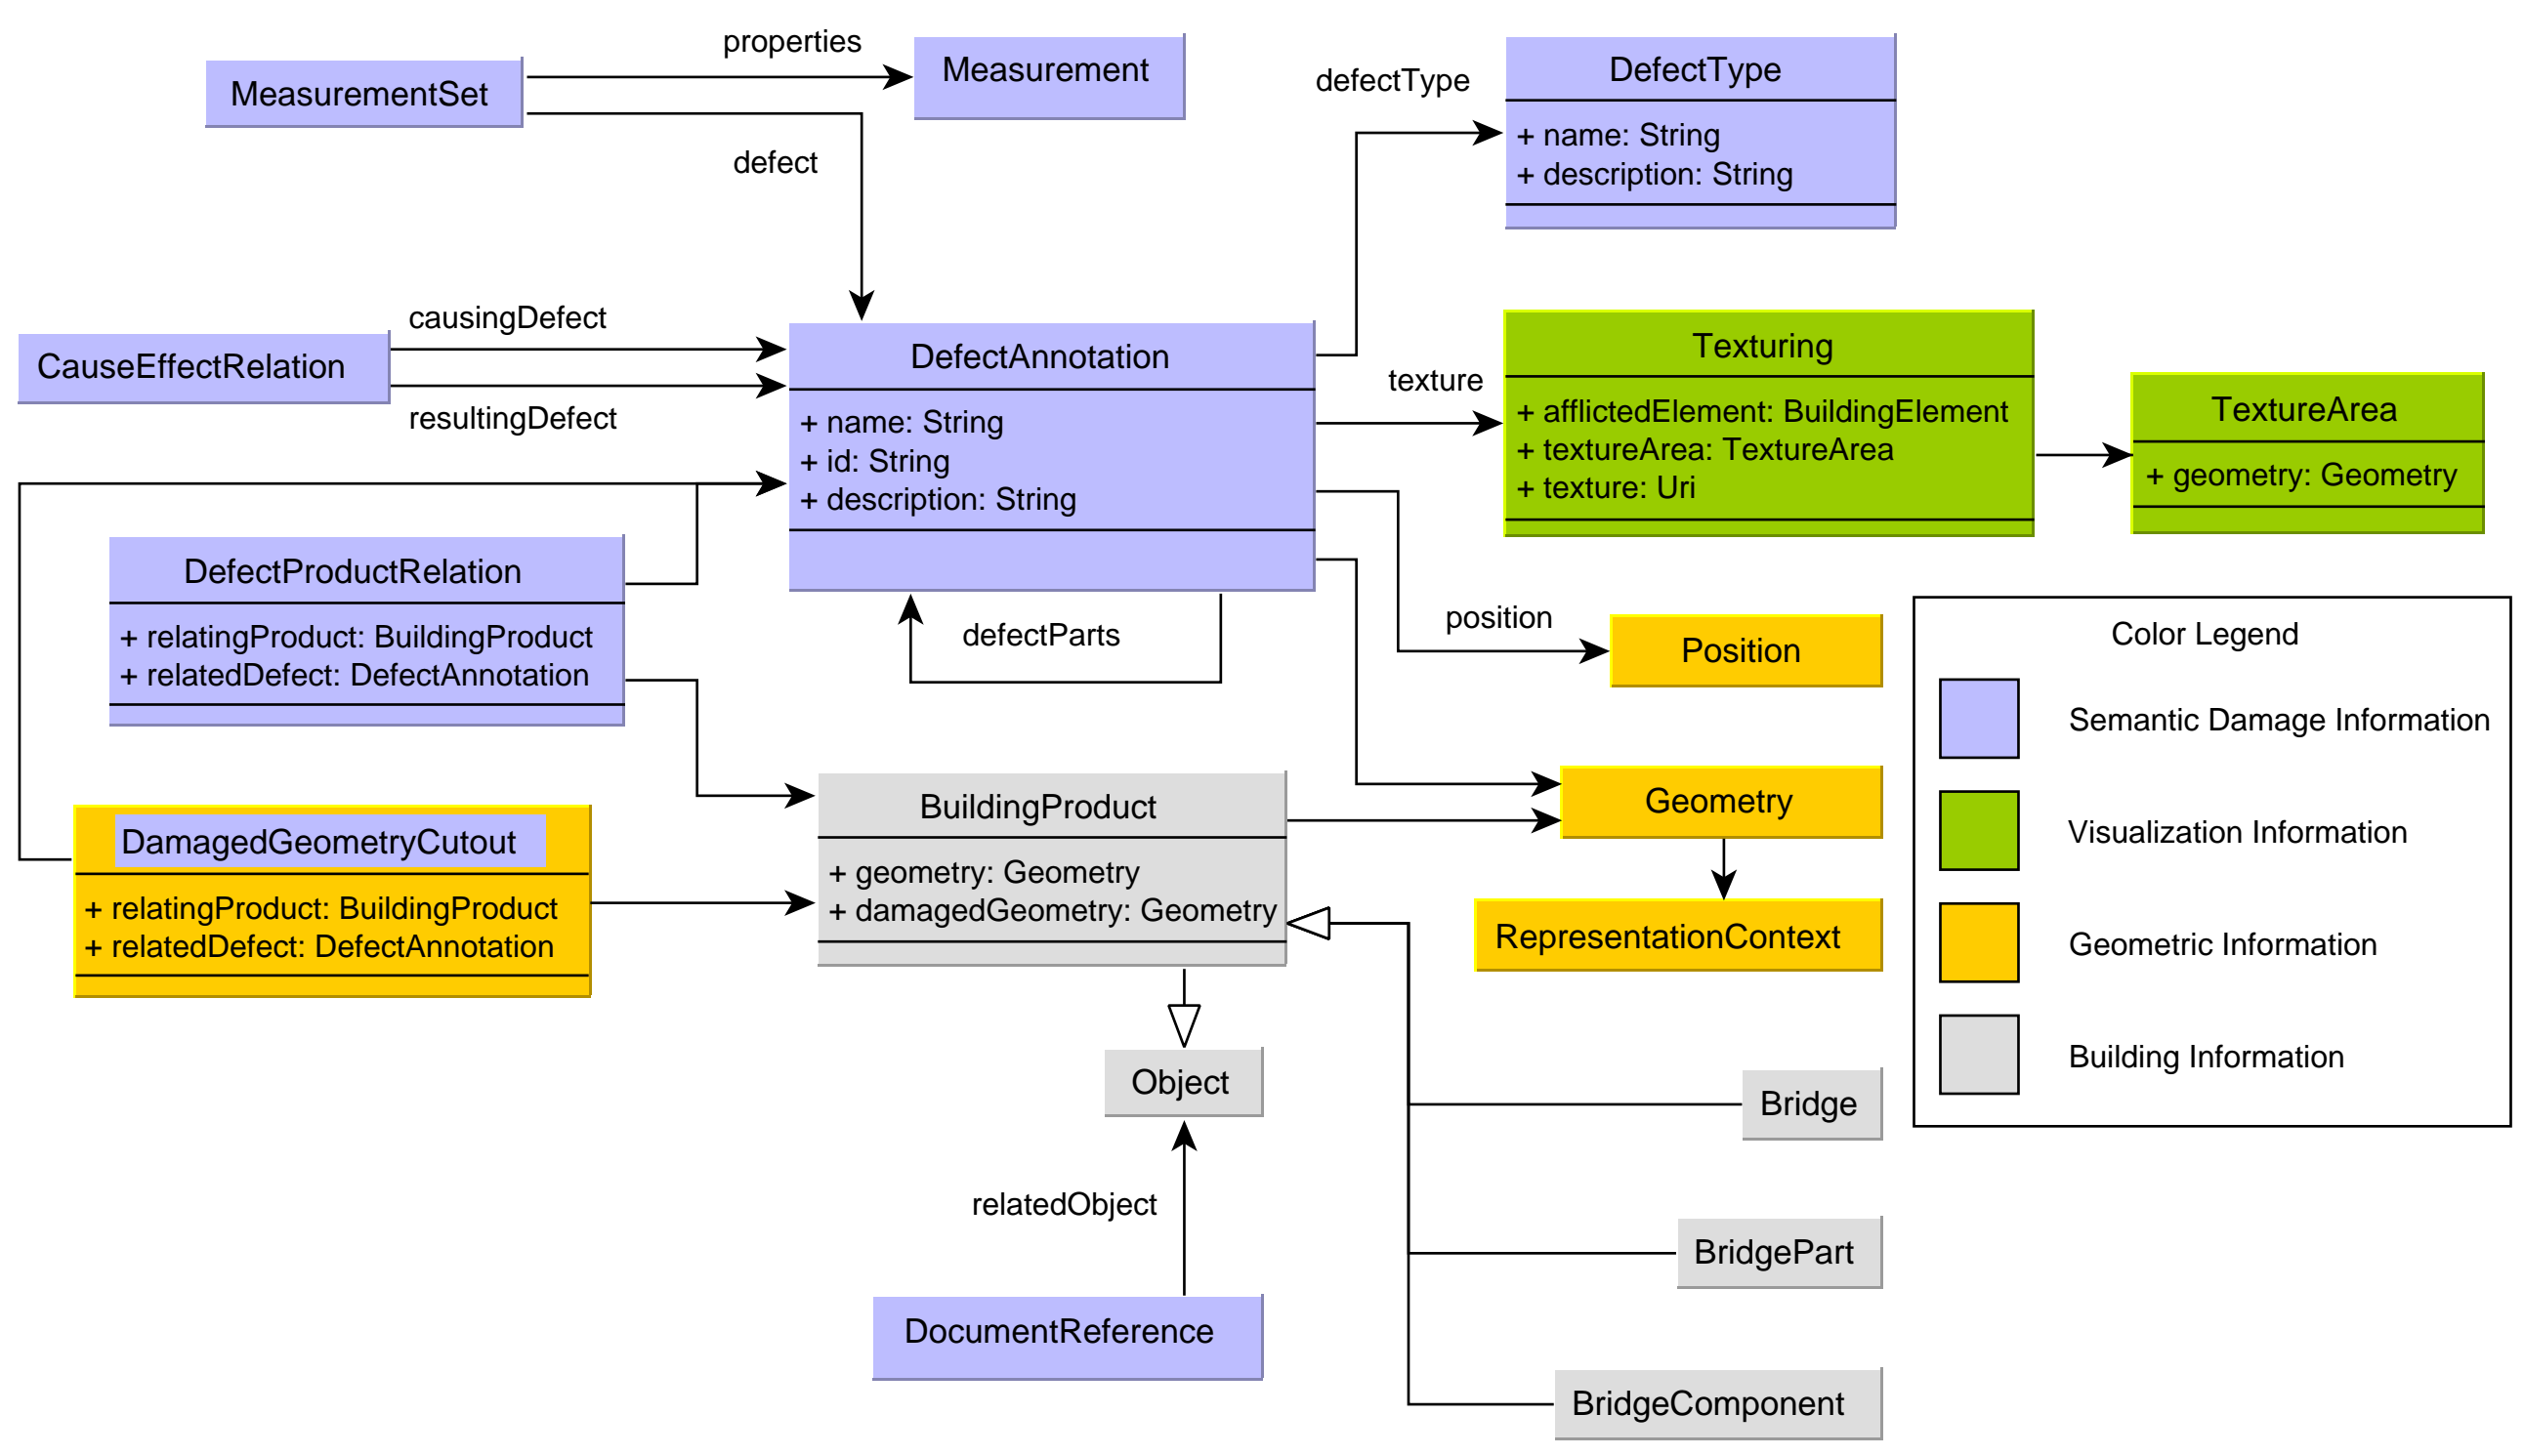 properties
MeasurementSet
Measurement
defect
defectType
DefectType
+ name: String
+ description: String
causingDefect
CauseEffectRelation
resultingDefect
DefectAnnotation
+ name: String
+ id: String
+ description: String
texture
Texturing
+ afflictedElement: BuildingElement
+ textureArea: TextureArea
+ texture: Uri
TextureArea
+ geometry: Geometry
DefectProductRelation
+ relatingProduct: BuildingProduct
+ relatedDefect: DefectAnnotation
defectParts
position
Position
Color Legend
Semantic Damage Information
Visualization Information
Geometric Information
Building Information
DamagedGeometryCutout
+ relatingProduct: BuildingProduct
+ relatedDefect: DefectAnnotation
BuildingProduct
+ geometry: Geometry
+ damagedGeometry: Geometry
Geometry
RepresentationContext
Object
Bridge
relatedObject
BridgePart
DocumentReference
BridgeComponent